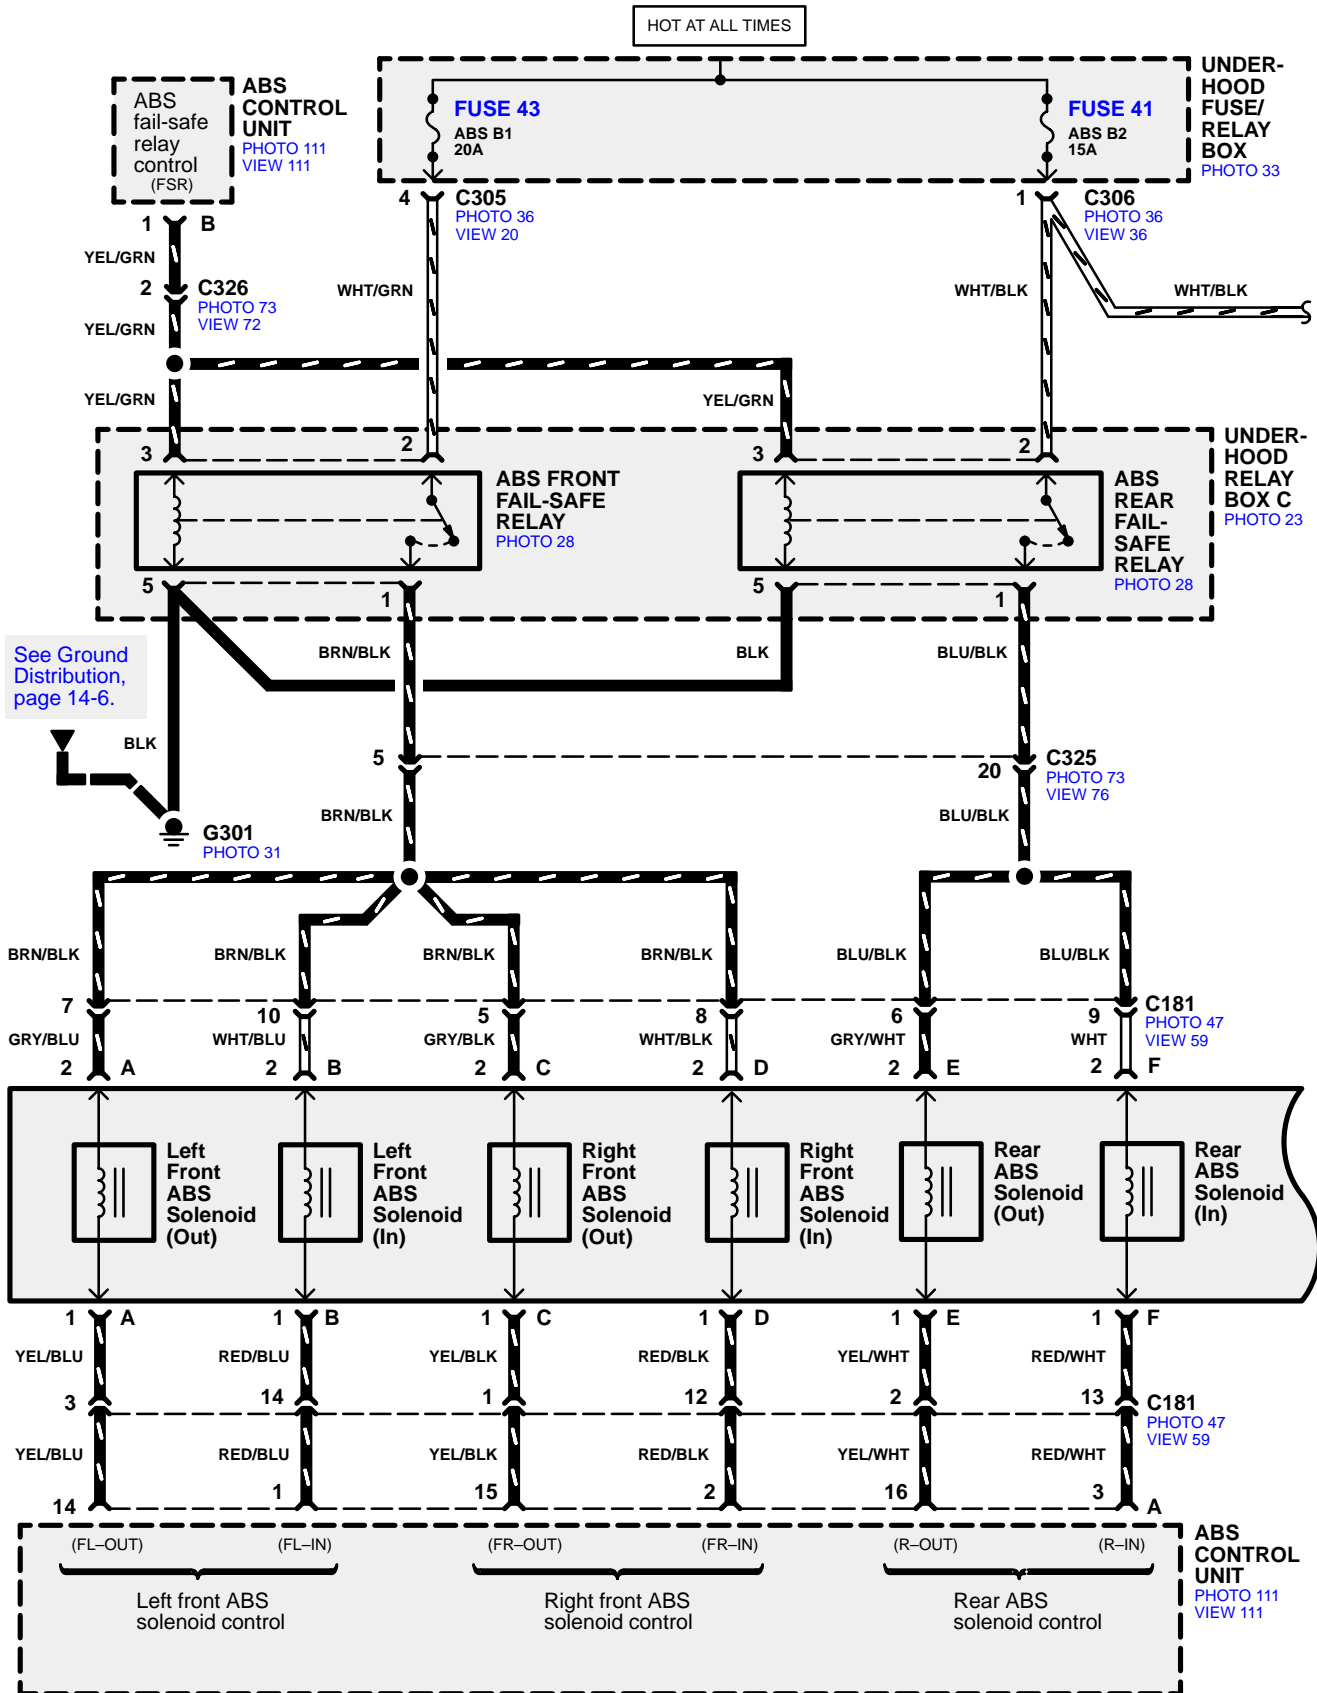 HOT AT ALL TIMES
ABS
fail-safe
relay
control
(FSR)
ABS
CONTROL
UNIT
PHOTO 111
VIEW 111
FUSE 43
ABS B1
20A
FUSE 41
ABS B2
15A
UNDER-
HOOD
FUSE/
RELAY
BOX
PHOTO 33
1 B
4 C305
PHOTO 36
VIEW 20
1 C306
PHOTO 36
VIEW 36
YEL/GRN
2 C326
PHOTO 73
VIEW 72
WHT/GRN
WHT/BLK
WHT/BLK
YEL/GRN
YEL/GRN
YEL/GRN
3 2 3 2
ABS FRONT
FAIL-SAFE
RELAY
PHOTO 28
ABS
REAR
FAIL-
SAFE
RELAY
PHOTO 28
UNDER-
HOOD
RELAY
BOX C
PHOTO 23
5 1 5 1
See Ground
Distribution,
page 14-6.
BRN/BLK
BLK
BLU/BLK
BLK
5 20 C325
PHOTO 73
VIEW 76
BRN/BLK
BLU/BLK
G301
PHOTO 31
BRN/BLK BRN/BLK BRN/BLK BRN/BLK BLU/BLK BLU/BLK
7 10 5 8 6 9 C181
PHOTO 47
VIEW 59
GRY/BLU WHT/BLU GRY/BLK WHT/BLK GRY/WHT WHT
2 A 2 B 2 C 2 D 2 E 2 F
Left
Front
ABS
Solenoid
(Out)
Left
Front
ABS
Solenoid
(In)
Right
Front
ABS
Solenoid
(Out)
Right
Front
ABS
Solenoid
(In)
Rear
ABS
Solenoid
(Out)
Rear
ABS
Solenoid
(In)
1 A 1 B 1 C 1 D 1 E 1 F
YEL/BLU RED/BLU YEL/BLK RED/BLK YEL/WHT RED/WHT
3 14 1 12 2 13 C181
PHOTO 47
VIEW 59
YEL/BLU RED/BLU YEL/BLK RED/BLK YEL/WHT RED/WHT
14 1 15 2 16 3 A
(FL–OUT) (FL–IN) (FR–OUT) (FR–IN) (R–OUT) (R–IN)
Left front ABS
solenoid control
Right front ABS
solenoid control
Rear ABS
solenoid control
ABS
CONTROL
UNIT
PHOTO 111
VIEW 111